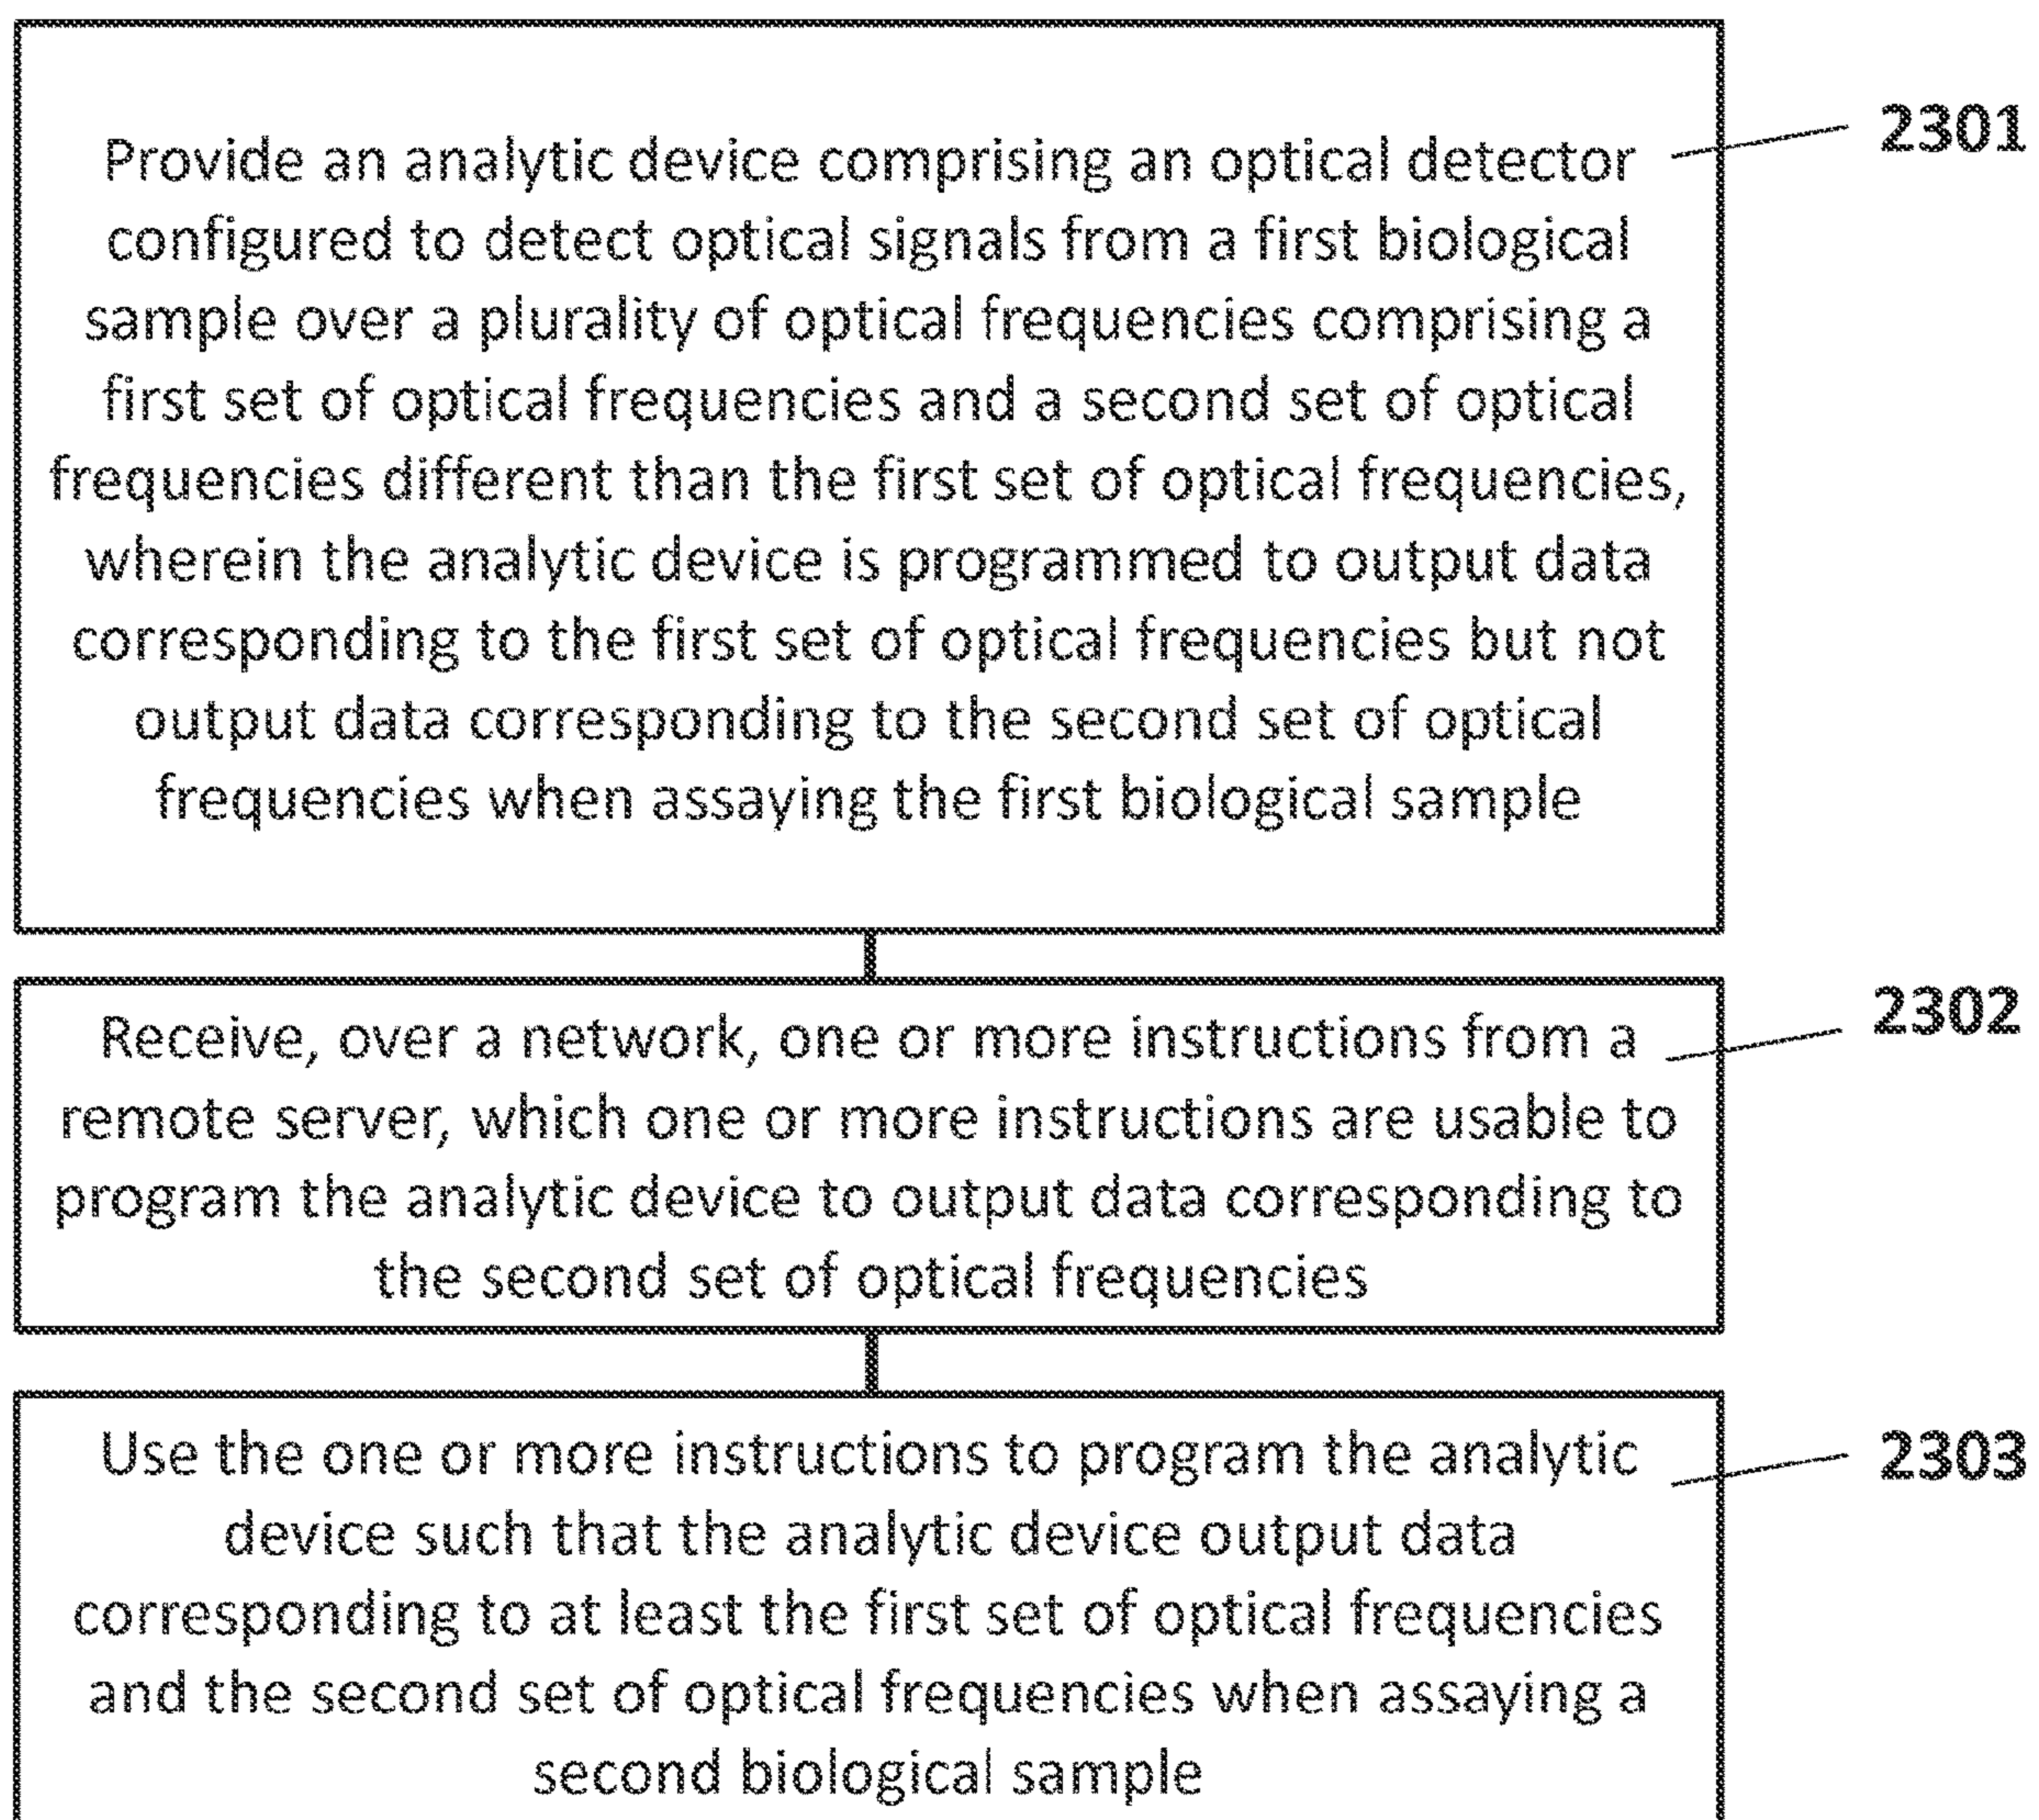 Provide an analytic device comprising an optical detector
2301
configured to detect optical signals from a first biological
sample over a plurality of optical frequencies comprising a
first set of optical frequencies and a second set of optical
frequencies different than the first set of optical frequencies,
wherein the analytic device is programmed to output data
corresponding to the first set of optical frequencies but not
output data corresponding to the second set of optical
frequencies when assaying the first biological sample
Receive, over a network, one or more instructions from a
2302
remote server, which one or more instructions are usable to
program the analytic device to output data corresponding to
the second set of optical frequencies
Use the one or more instructions to program the analytic
2303
device such that the analytic device output data
corresponding to at least the first set of optical frequencies
and the second set of optical frequencies when assaying a
second biological sample